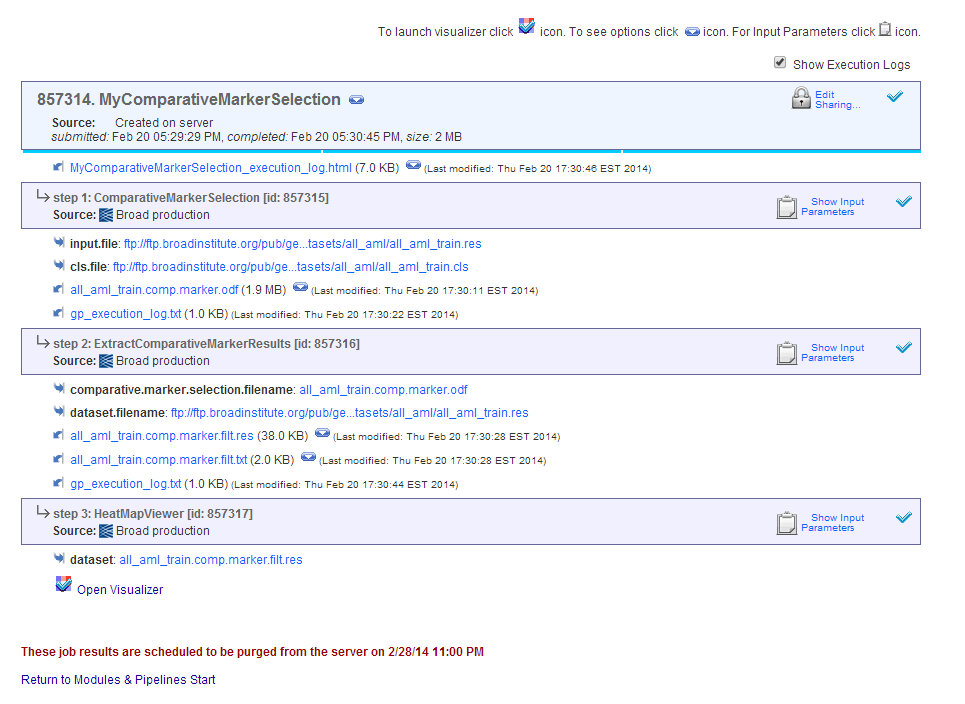 To launch visualizer click icon. To see options click icon. For Input Parameters click icon.
Show Execution Logs
857314. MyComparativeMarkerSelection
Edit
Sharing...
Source: Created on server
submitted: Feb 20 05:29:29 PM, completed: Feb 20 05:30:45 PM, size: 2 MB
MyComparativeMarkerSelection_execution_log.html (7.0 KB) (Last modified: Thu Feb 20 17:30:46 EST 2014)
step 1: ComparativeMarkerSelection [id: 857315]
Source: Broad production
Show Input
Parameters
input.file: ftp://ftp.broadinstitute.org/pub/ge...tasets/all_aml/all_aml_train.res
cls.file: ftp://ftp.broadinstitute.org/pub/ge...tasets/all_aml/all_aml_train.cls
all_aml_train.comp.marker.odf (1.9 MB) (Last modified: Thu Feb 20 17:30:11 EST 2014)
gp_execution_log.txt (1.0 KB) (Last modified: Thu Feb 20 17:30:22 EST 2014)
step 2: ExtractComparativeMarkerResults [id: 857316]
Source: Broad production
Show Input
Parameters
comparative.marker.selection.filename: all_aml_train.comp.marker.odf
dataset.filename: ftp://ftp.broadinstitute.org/pub/ge...tasets/all_aml/all_aml_train.res
all_aml_train.comp.marker.filt.res (38.0 KB) (Last modified: Thu Feb 20 17:30:28 EST 2014)
all_aml_train.comp.marker.filt.txt (2.0 KB) (Last modified: Thu Feb 20 17:30:28 EST 2014)
gp_execution_log.txt (1.0 KB) (Last modified: Thu Feb 20 17:30:44 EST 2014)
step 3: HeatMapViewer [id: 857317]
Source: Broad production
Show Input
Parameters
dataset: all_aml_train.comp.marker.filt.res
Open Visualizer
These job results are scheduled to be purged from the server on 2/28/14 11:00 PM
Return to Modules & Pipelines Start